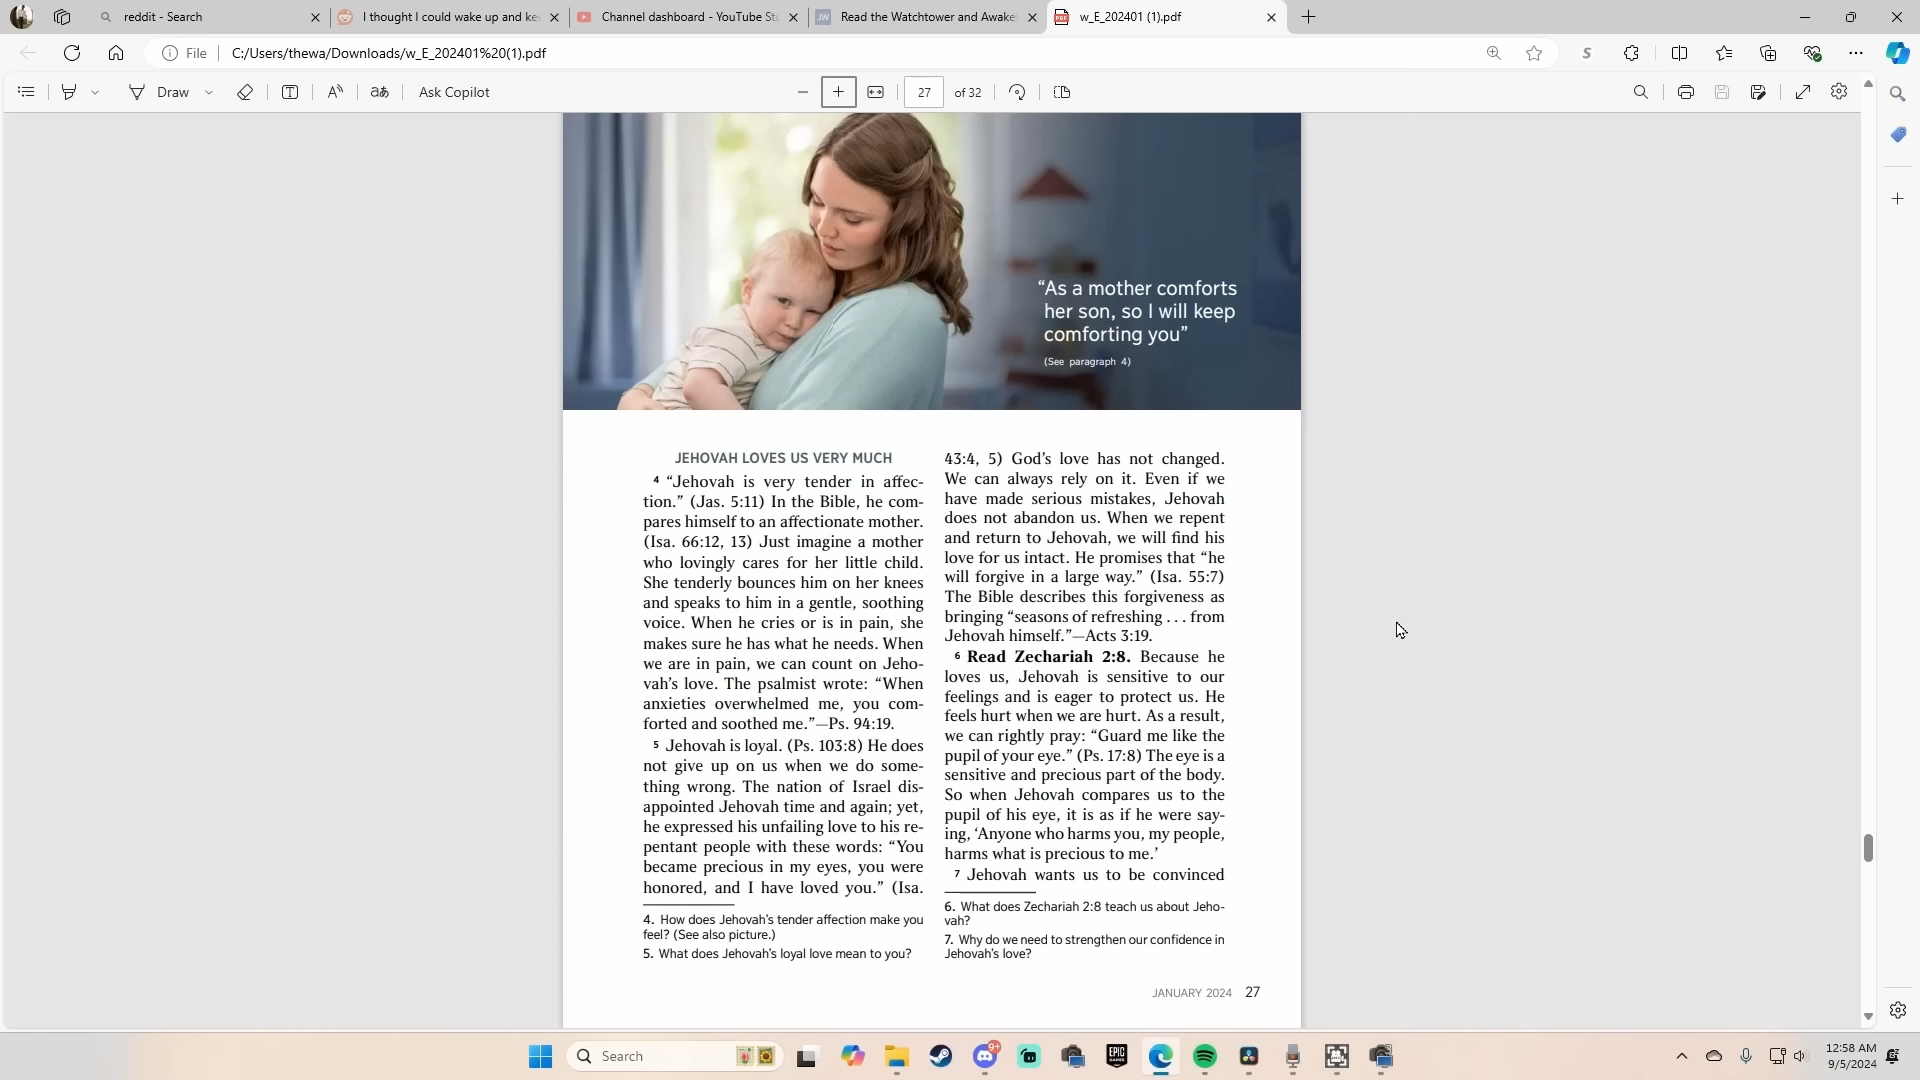 reddit - Search
I thought I could wake up and ke
Channel dashboard - YouTube St
Read the Watchtower and Awake
w_E_202401 (1).pdf
File
C:/Users/thewa/Downloads/w_E_202401%20(1).pdf
Draw
Ask Copilot
27 of 32
“As a mother comforts
her son, so I will keep
comforting you”
(See paragraph 4)
JEHOVAH LOVES US VERY MUCH
4 “Jehovah is very tender in affec-
tion.” (Jas. 5:11) In the Bible, he com-
pares himself to an affectionate mother.
(Isa. 66:12, 13) Just imagine a mother
who lovingly cares for her little child.
She tenderly bounces him on her knees
and speaks to him in a gentle, soothing
voice. When he cries or is in pain, she
makes sure he has what he needs. When
we are in pain, we can count on Jeho-
vah’s love. The psalmist wrote: “When
anxieties overwhelmed me, you com-
forted and soothed me.”—Ps. 94:19.
5 Jehovah is loyal. (Ps. 103:8) He does
not give up on us when we do some-
thing wrong. The nation of Israel dis-
appointed Jehovah time and again; yet,
he expressed his unfailing love to his re-
pentant people with these words: “You
became precious in my eyes, you were
honored, and I have loved you.” (Isa.
4. How does Jehovah’s tender affection make you
feel? (See also picture.)
5. What does Jehovah’s loyal love mean to you?
43:4, 5) God’s love has not changed.
We can always rely on it. Even if we
have made serious mistakes, Jehovah
does not abandon us. When we repent
and return to Jehovah, we will find his
love for us intact. He promises that “he
will forgive in a large way.” (Isa. 55:7)
The Bible describes this forgiveness as
bringing “seasons of refreshing . . . from
Jehovah himself.”—Acts 3:19.
6 Read Zechariah 2:8. Because he
loves us, Jehovah is sensitive to our
feelings and is eager to protect us. He
feels hurt when we are hurt. As a result,
we can rightly pray: “Guard me like the
pupil of your eye.” (Ps. 17:8) The eye is a
sensitive and precious part of the body.
So when Jehovah compares us to the
pupil of his eye, it is as if he were say-
ing, ‘Anyone who harms you, my people,
harms what is precious to me.’
7 Jehovah wants us to be convinced
6. What does Zechariah 2:8 teach us about Jeho-
vah?
7. Why do we need to strengthen our confidence in
Jehovah’s love?
JANUARY 2024 27
Search
9+
EPIC GAMES
12:58 AM
9/5/2024